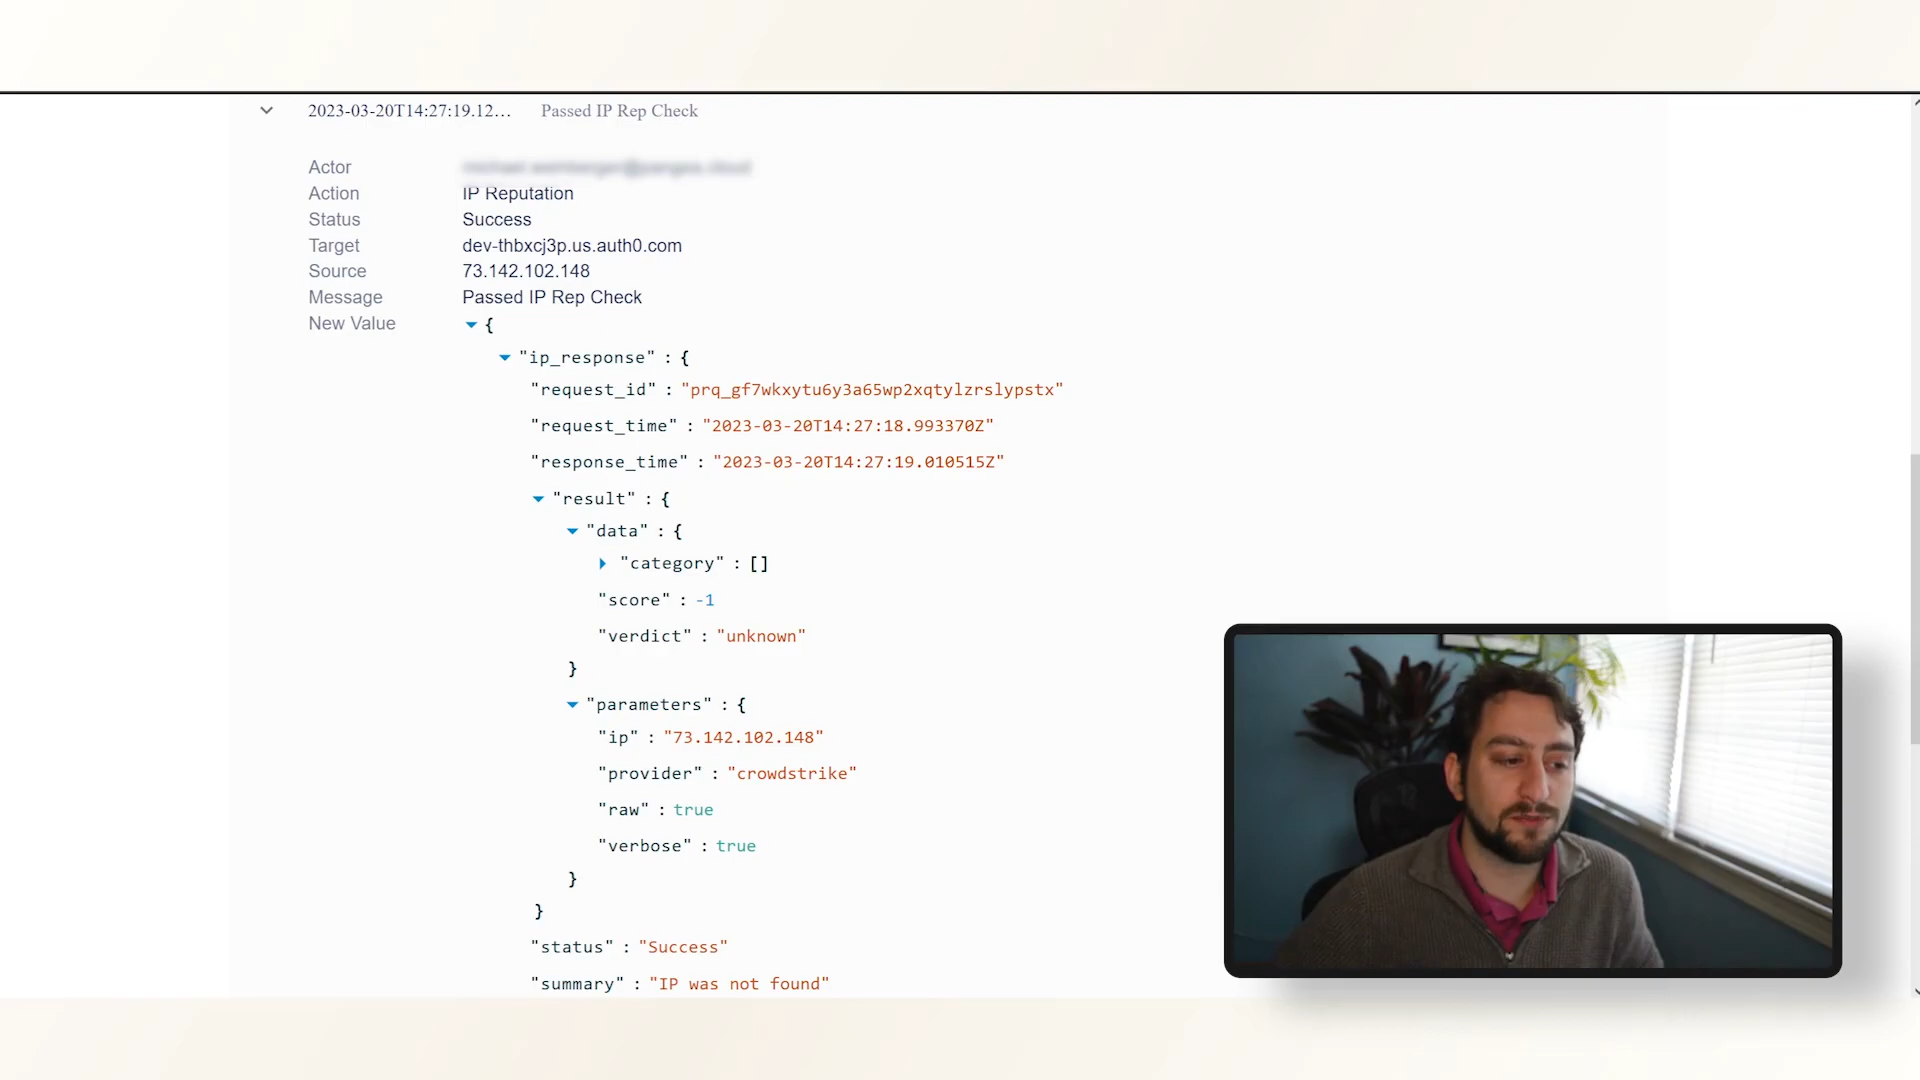 2023-03-20T14:27:19.12... Passed IP Rep Check
Actor
Action IP Reputation
Status Success
Target dev-thbxcj3p.us.auth0.com
Source 73.142.102.148
Message Passed IP Rep Check
New Value {
"ip_response" : {
"request_id" : "prq_gf7wkxytu6y3a65wp2xqtylzrslypstx"
"request_time" : "2023-03-20T14:27:18.993370Z"
"response_time" : "2023-03-20T14:27:19.010515Z"
"result" : {
"data" : {
"category" : []
"score" : -1
"verdict" : "unknown"
}
"parameters" : {
"ip" : "73.142.102.148"
"provider" : "crowdstrike"
"raw" : true
"verbose" : true
}
}
"status" : "Success"
"summary" : "IP was not found"